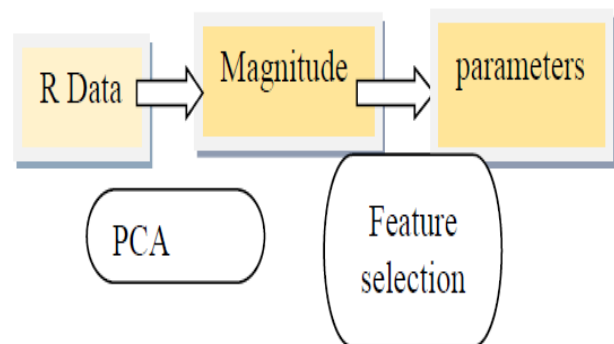 R Data
Magnitude
parameters
PCA
Feature
selection